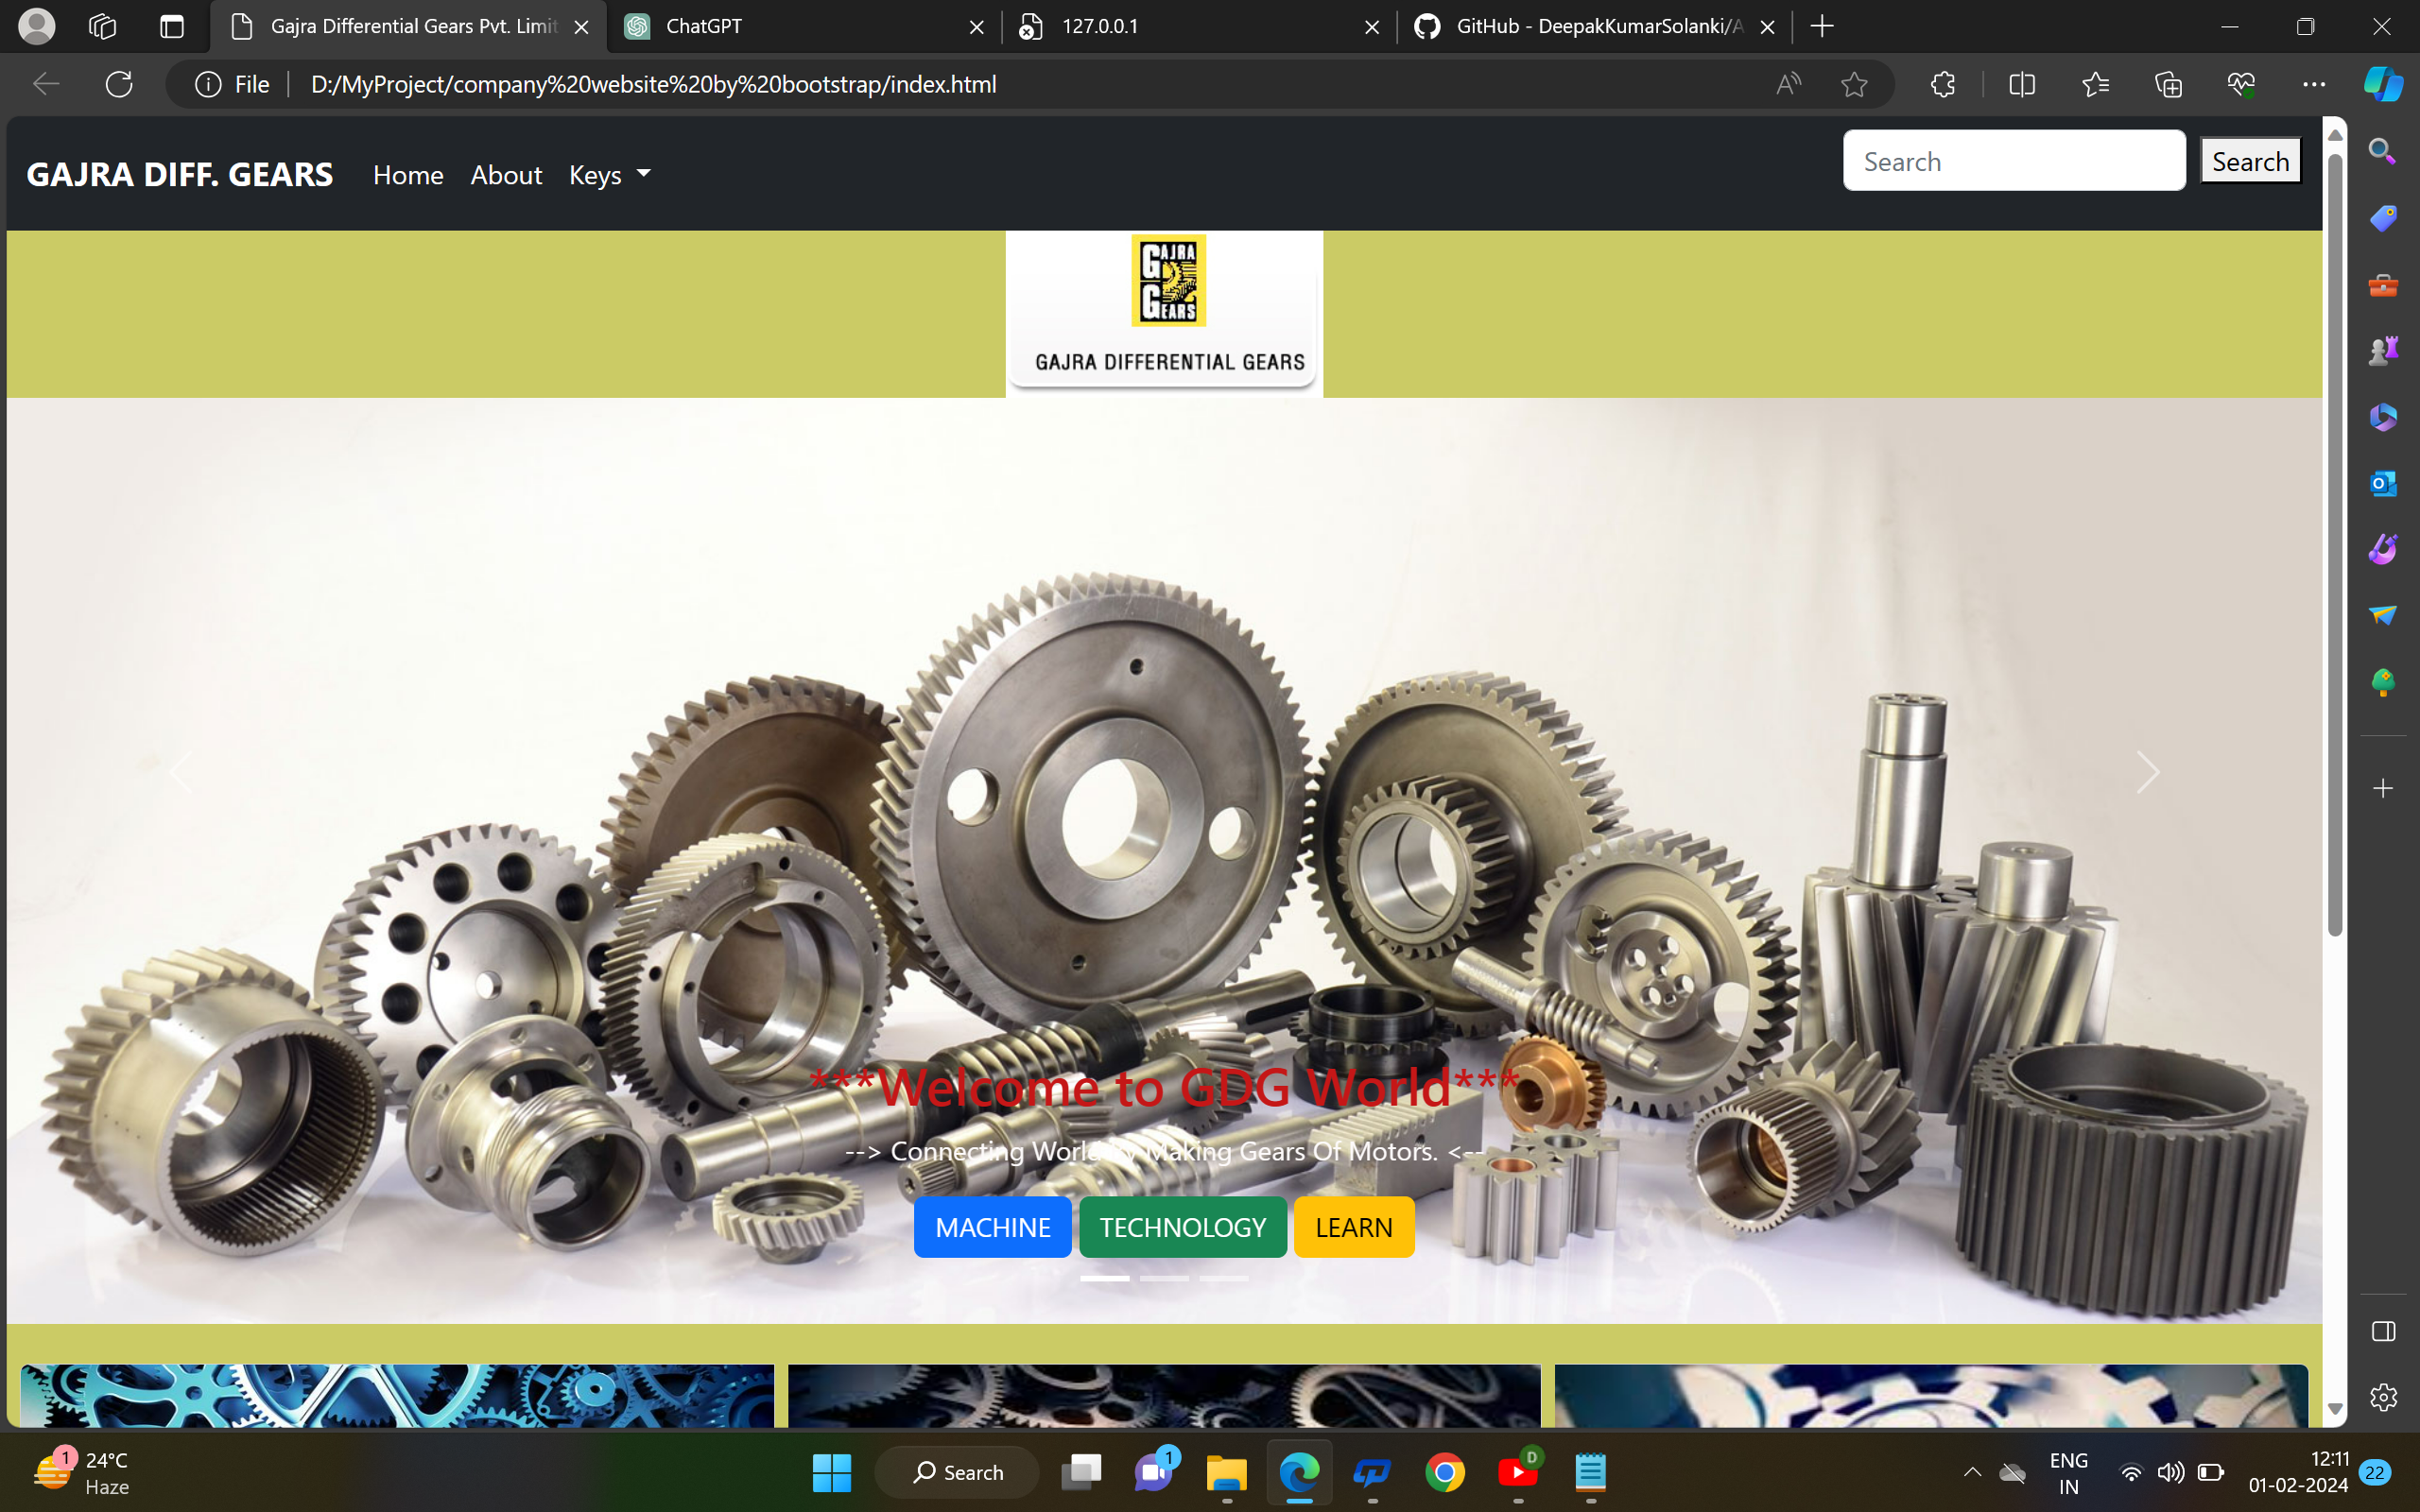 Gajra Differential Gears Pvt. Limit
ChatGPT
127.0.0.1
GitHub - DeepakKumarSolanki/A
File
D:/MyProject/company%20website%20by%20bootstrap/index.html
GAJRA DIFF. GEARS
Home
About
Keys
Search
Search
GAJRA
GEARS
GAJRA DIFFERENTIAL GEARS
***Welcome to GDG World***
--> Connecting World By Making Gears Of Motors. <--
MACHINE
TECHNOLOGY
LEARN
1
24°C
Haze
Search
1
D
ENG
IN
12:11
01-02-2024
22